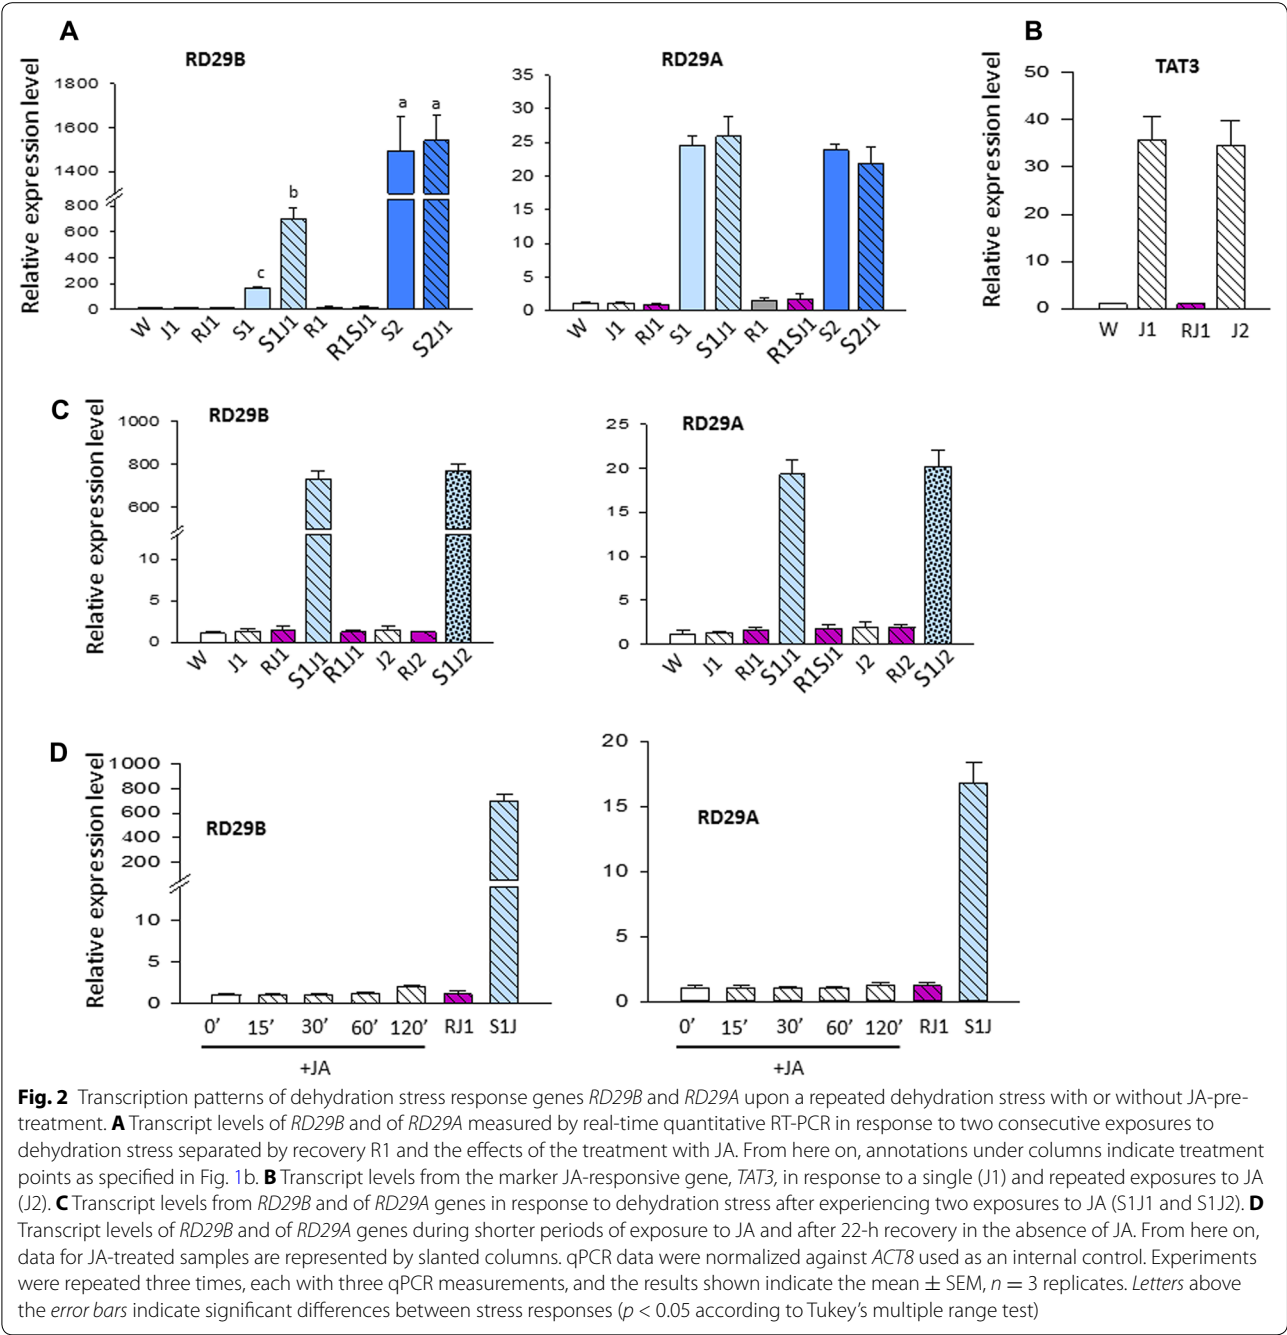 A
RD29B
Relative expression level
1800
1600
1400
800
600
400
200
0
c
b
a
a
W J1 RJ1 S1 S1J1 R1 R1SJ1 S2 S2J1
RD29A
35
30
25
20
15
10
5
0
W J1 RJ1 S1 S1J1 R1 R1SJ1 S2 S2J1
B
TAT3
Relative expression level
50
40
30
20
10
0
W J1 RJ1 J2
C
RD29B
Relative expression level
1000
800
600
10
5
0
W J1 RJ1 S1J1 R1J1 J2 RJ2 S1J2
RD29A
25
20
15
10
5
0
W J1 RJ1 S1J1 R1SJ1 J2 RJ2 S1J2
D
RD29B
Relative expression level
1000
800
600
400
200
10
5
0
0’ 15’ 30’ 60’ 120’ RJ1 S1J
+JA
RD29A
20
15
10
5
0
0’ 15’ 30’ 60’ 120’ RJ1 S1J
+JA
Fig. 2 Transcription patterns of dehydration stress response genes RD29B and RD29A upon a repeated dehydration stress with or without JA-pre-
treatment. A Transcript levels of RD29B and of RD29A measured by real-time quantitative RT-PCR in response to two consecutive exposures to
dehydration stress separated by recovery R1 and the effects of the treatment with JA. From here on, annotations under columns indicate treatment
points as specified in Fig. 1b. B Transcript levels from the marker JA-responsive gene, TAT3, in response to a single (J1) and repeated exposures to JA
(J2). C Transcript levels from RD29B and of RD29A genes in response to dehydration stress after experiencing two exposures to JA (S1J1 and S1J2). D
Transcript levels of RD29B and of RD29A genes during shorter periods of exposure to JA and after 22-h recovery in the absence of JA. From here on,
data for JA-treated samples are represented by slanted columns. qPCR data were normalized against ACT8 used as an internal control. Experiments
were repeated three times, each with three qPCR measurements, and the results shown indicate the mean ± SEM, n = 3 replicates. Letters above
the error bars indicate significant differences between stress responses (p < 0.05 according to Tukey’s multiple range test)